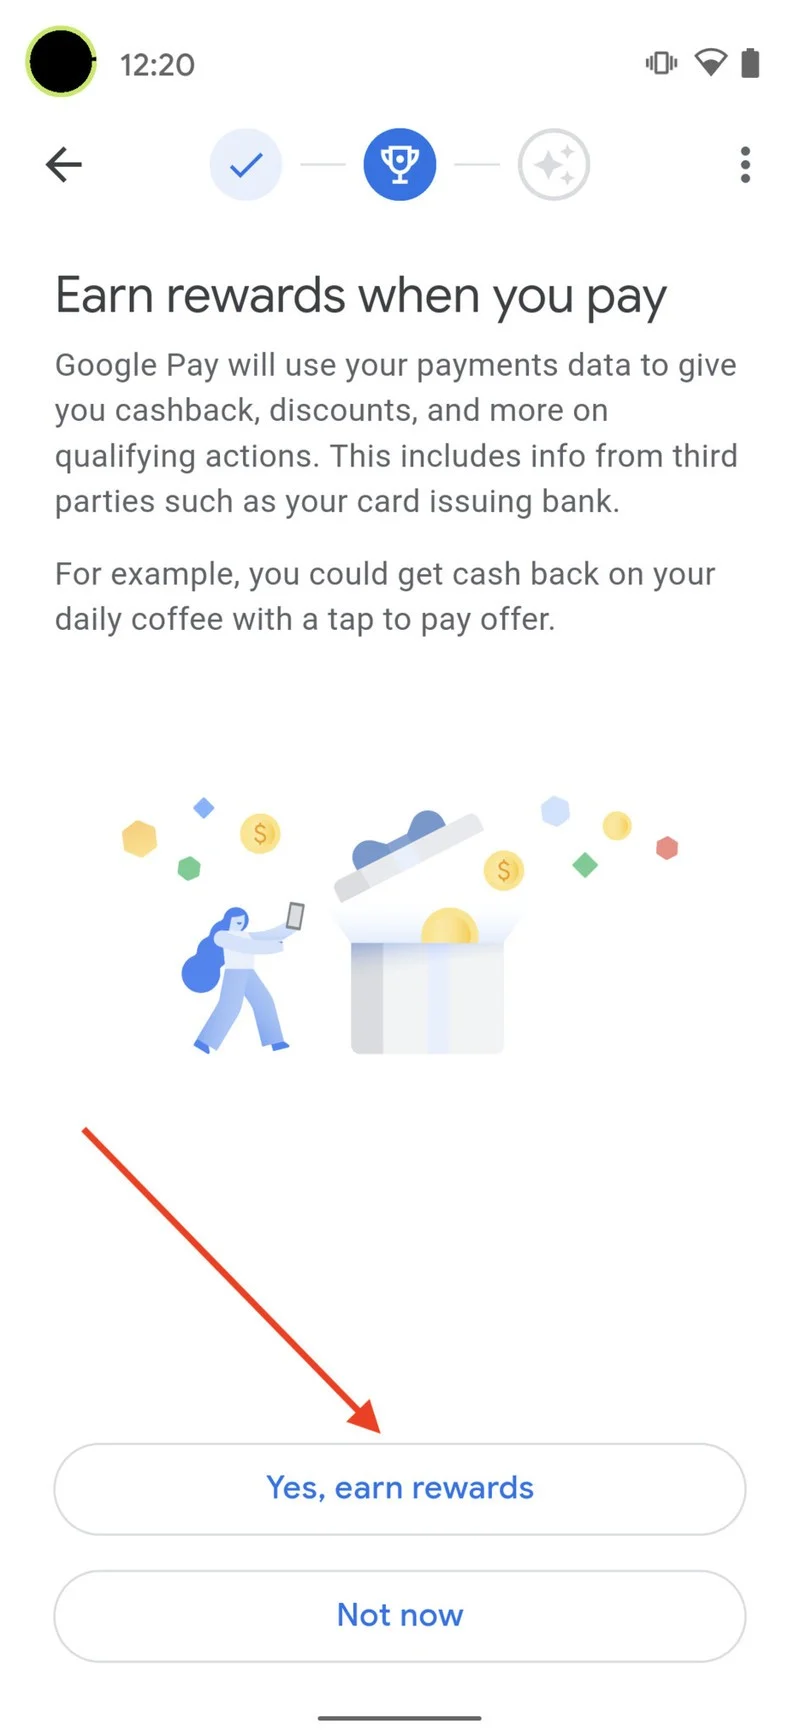 12:20
Earn rewards when you pay
Google Pay will use your payments data to give
you cashback, discounts, and more on
qualifying actions. This includes info from third
parties such as your card issuing bank.
For example, you could get cash back on your
daily coffee with a tap to pay offer.
$
$
Yes, earn rewards
Not now